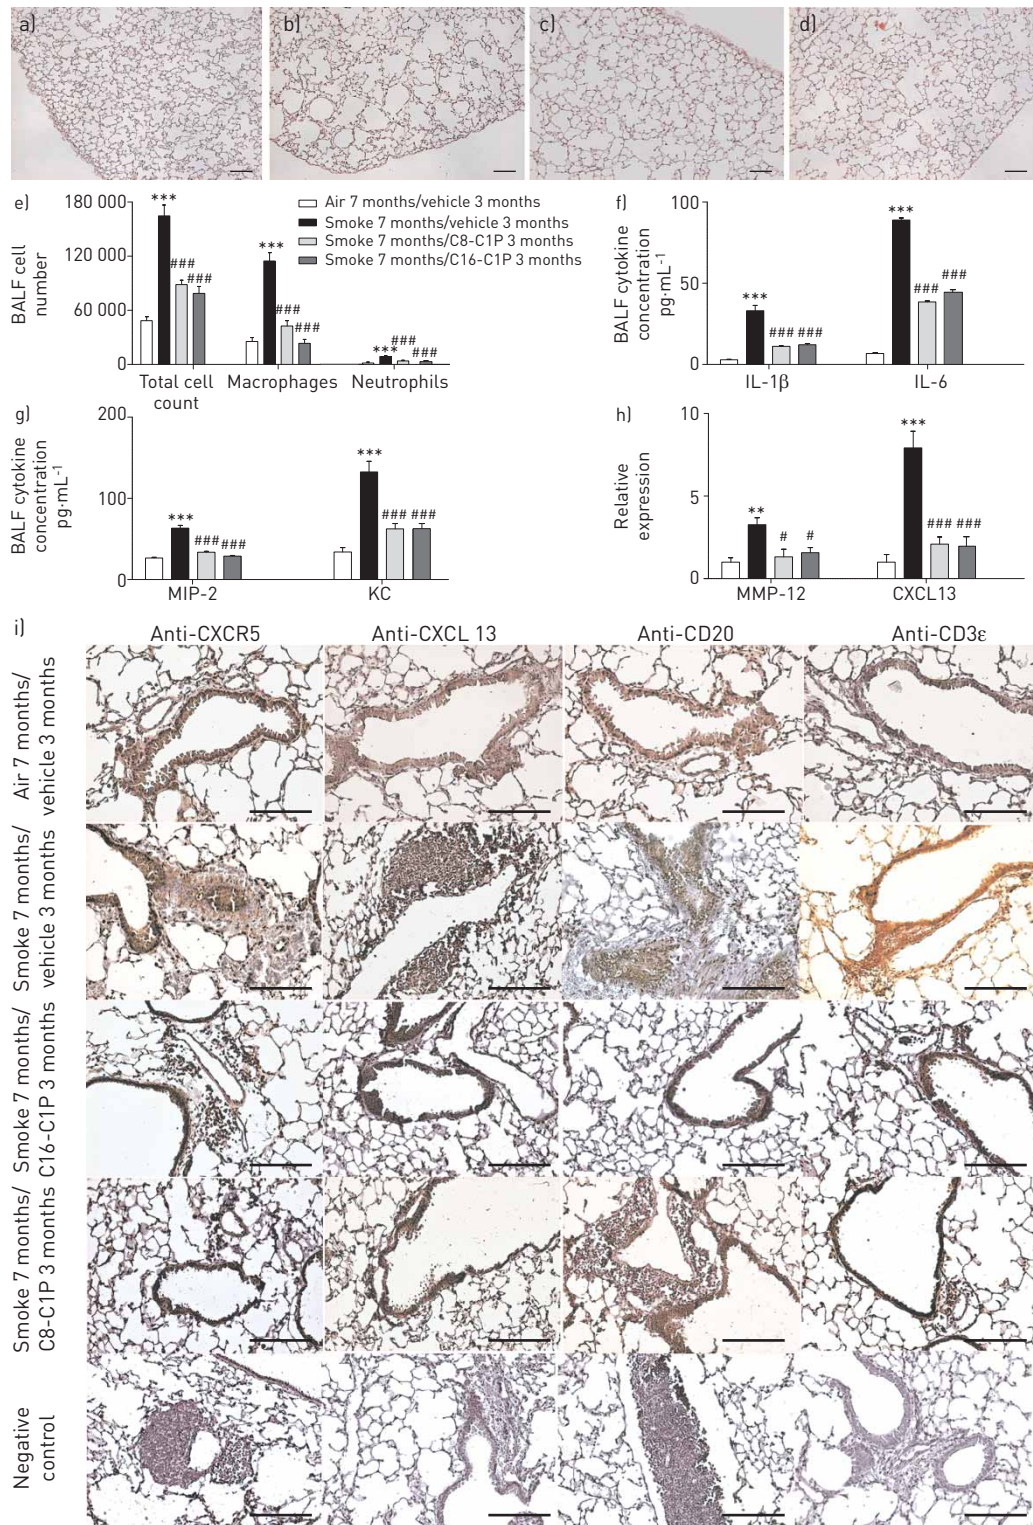 a)
b)
c)
d)
e)
BALF cell
number
180 000
120 000
60 000
0
***
###
###
***
###
###
***
###
###
Total cell
count
Macrophages
Neutrophils
Air 7 months/vehicle 3 months
Smoke 7 months/vehicle 3 months
Smoke 7 months/C8-C1P 3 months
Smoke 7 months/C16-C1P 3 months
f)
BALF cytokine
concentration
pg·mL-1
100
50
0
***
### ###
***
###
###
IL-1β
IL-6
g)
BALF cytokine
concentration
pg·mL-1
200
100
0
***
###
###
***
### ###
MIP-2
KC
h)
Relative
expression
10
5
0
**
#
#
***
### ###
MMP-12
CXCL13
i)
Anti-CXCR5
Anti-CXCL 13
Anti-CD20
Anti-CD3ε
Air 7 months/
vehicle 3 months
Smoke 7 months/
vehicle 3 months
Smoke 7 months/
C16-C1P 3 months
Smoke 7 months/
C8-C1P 3 months
Negative
control